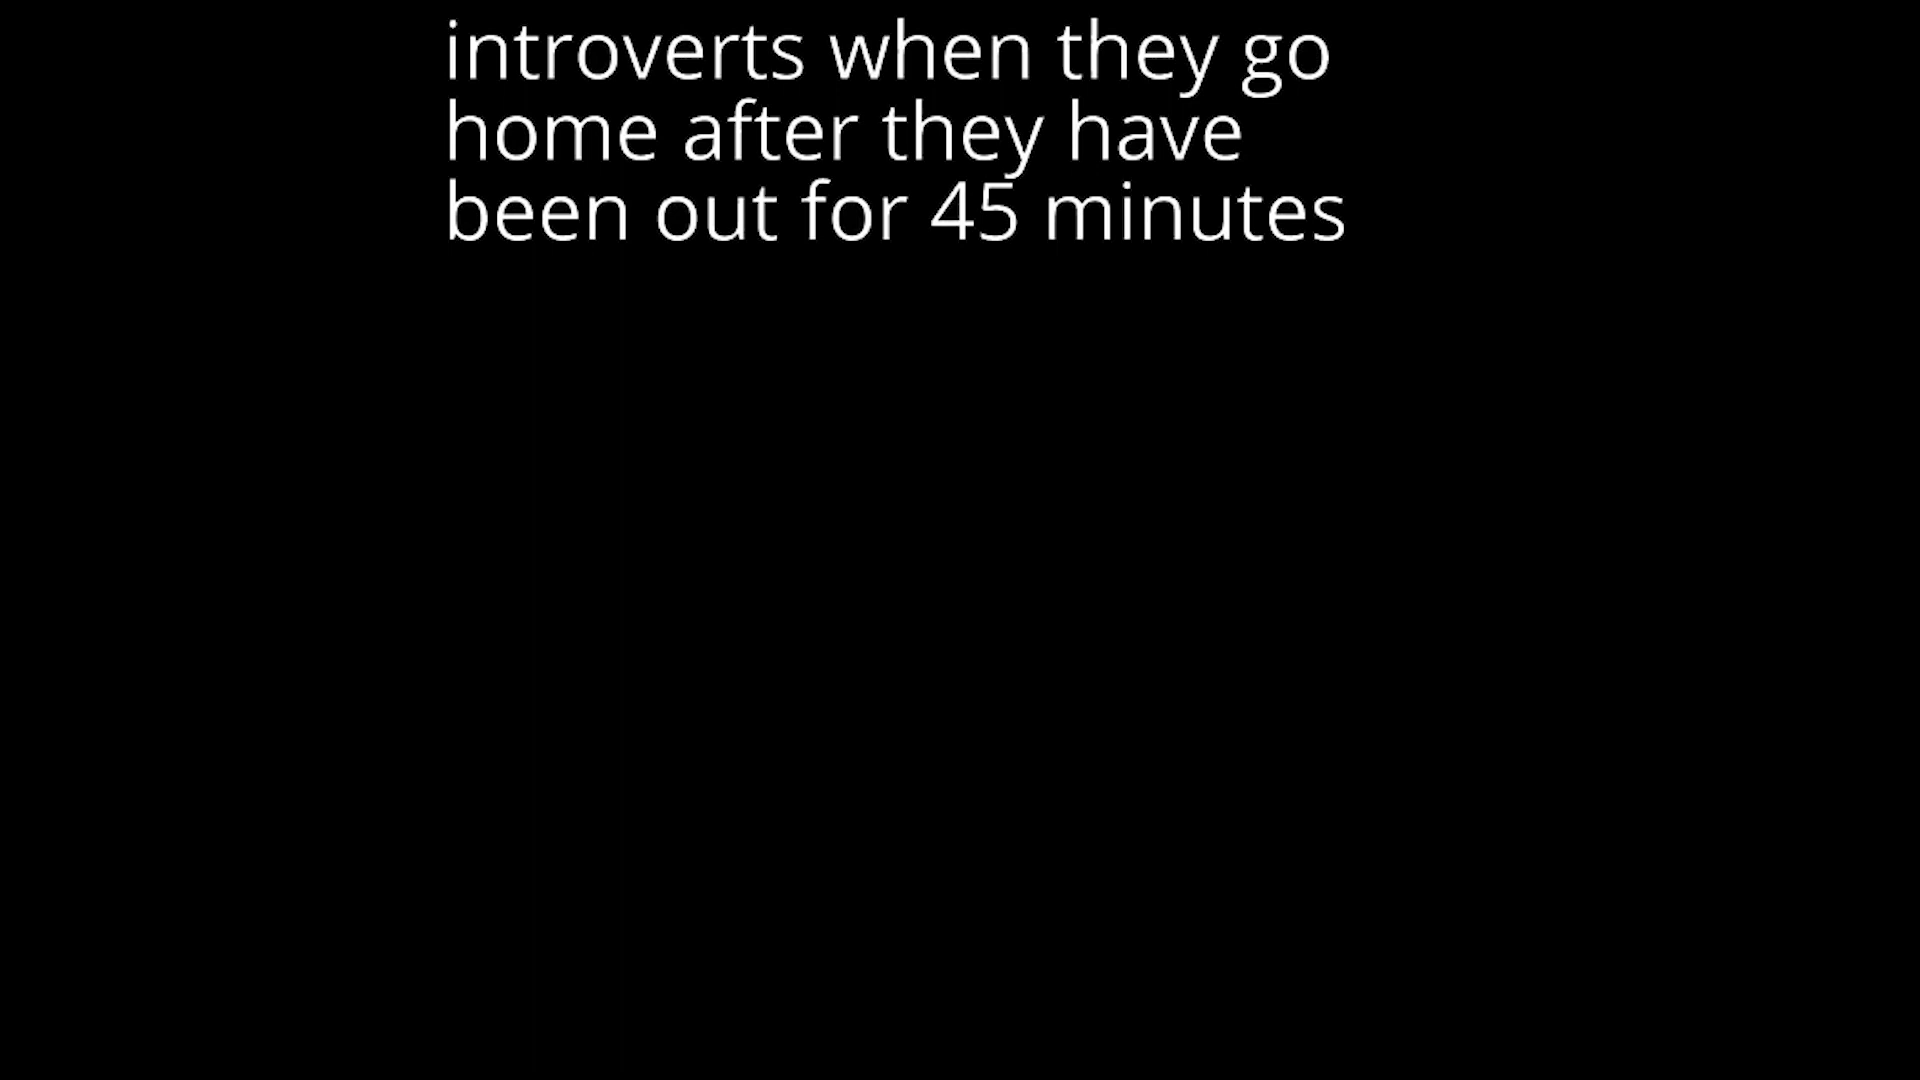 introverts when they go
home after they have
been out for 45 minutes